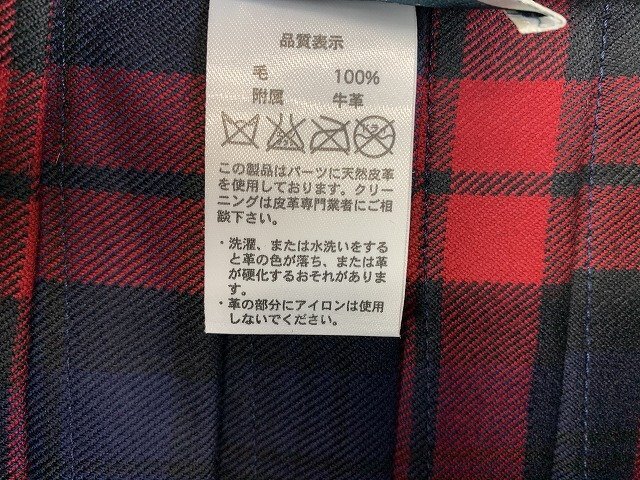 品質表示
毛 100%
附属 牛革
この製品はパーツに天然皮革
を使用しております。クリー
ニングは皮革専門業者にご相
談下さい。
・洗濯、または水洗いをする
と革の色が落ち、または革
が硬化するおそれがありま
す。
・革の部分にアイロンは使用
しないでください。